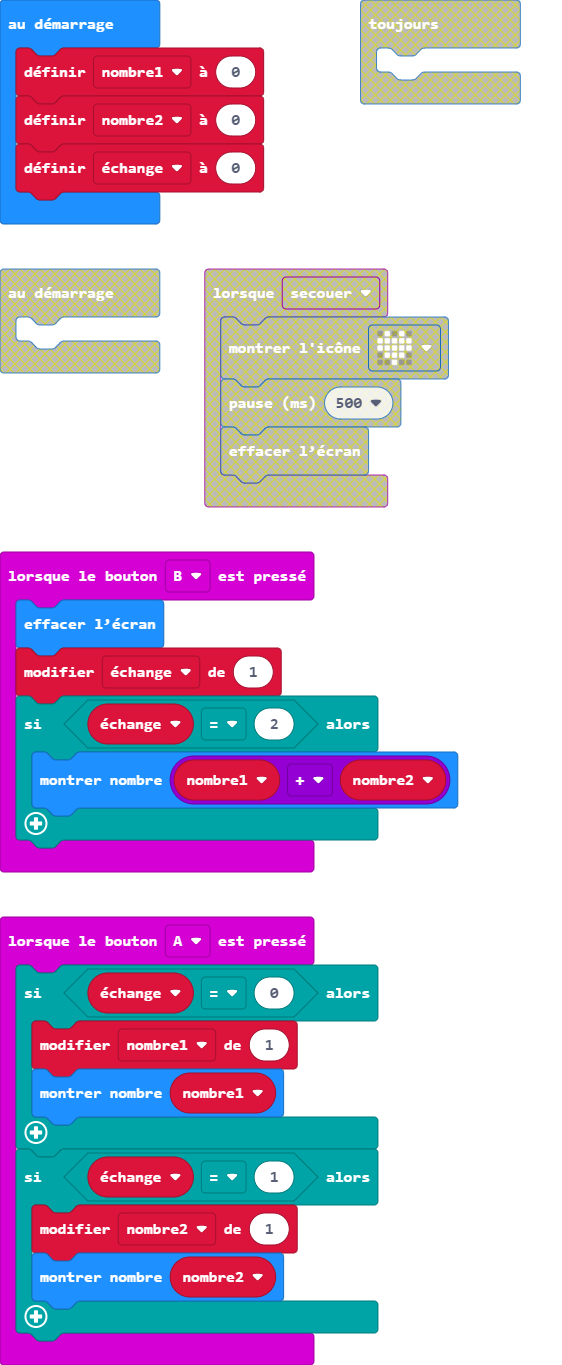 au démarrage
définir nombre1 à 0
définir nombre2 à 0
définir échange à 0
toujours
au démarrage
lorsque secouer
montrer l'icône
pause (ms) 500
effacer l’écran
lorsque le bouton B est pressé
effacer l’écran
modifier échange de 1
si échange = 2 alors
montrer nombre nombre1 + nombre2
lorsque le bouton A est pressé
si échange = 0 alors
modifier nombre1 de 1
montrer nombre nombre1
si échange = 1 alors
modifier nombre2 de 1
montrer nombre nombre2